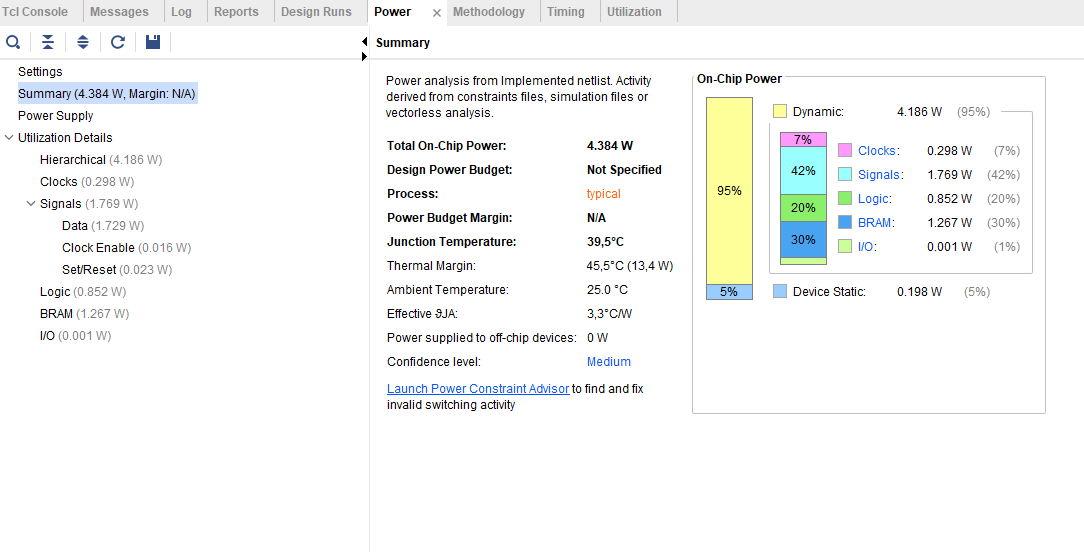 Tcl Console Messages Log Reports Design Runs Power Methodology Timing Utilization
Settings
Summary (4.384 W, Margin: N/A)
Power Supply
Utilization Details
Hierarchical (4.186 W)
Clocks (0.298 W)
Signals (1.769 W)
Data (1.729 W)
Clock Enable (0.016 W)
Set/Reset (0.023 W)
Logic (0.852 W)
BRAM (1.267 W)
I/O (0.001 W)
Summary
Power analysis from Implemented netlist. Activity
derived from constraints files, simulation files or
vectorless analysis.
Total On-Chip Power: 4.384 W
Design Power Budget: Not Specified
Process: typical
Power Budget Margin: N/A
Junction Temperature: 39,5°C
Thermal Margin: 45,5°C (13,4 W)
Ambient Temperature: 25.0 °C
Effective ϑJA: 3,3°C/W
Power supplied to off-chip devices: 0 W
Confidence level: Medium
Launch Power Constraint Advisor to find and fix
invalid switching activity
On-Chip Power
95%
5%
Dynamic: 4.186 W (95%)
7%
42%
20%
30%
Clocks: 0.298 W (7%)
Signals: 1.769 W (42%)
Logic: 0.852 W (20%)
BRAM: 1.267 W (30%)
I/O: 0.001 W (1%)
Device Static: 0.198 W (5%)